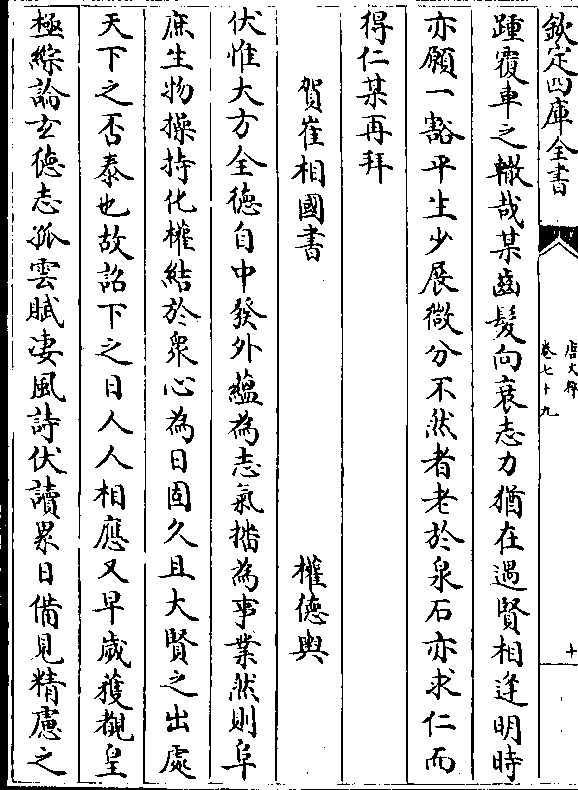 欽定四庫全書
唐文粹
卷七十九
十
踵覆車之轍哉某齒髮向衰志力猶在遇賢相逢明時
亦願一豁平生少展微分不然者老於泉石亦求仁而
得仁某再拜
賀崔相國書 權德輿
伏惟大方全德自中發外蘊為志氣播為事業然則阜
庶生物操持化權結於衆心為日固久且大賢之出處
天下之否泰也故詔下之日人人相應又早歲獲覩皇
極綜論玄德志孤雲賦淒風詩伏讀累日備見精慮之